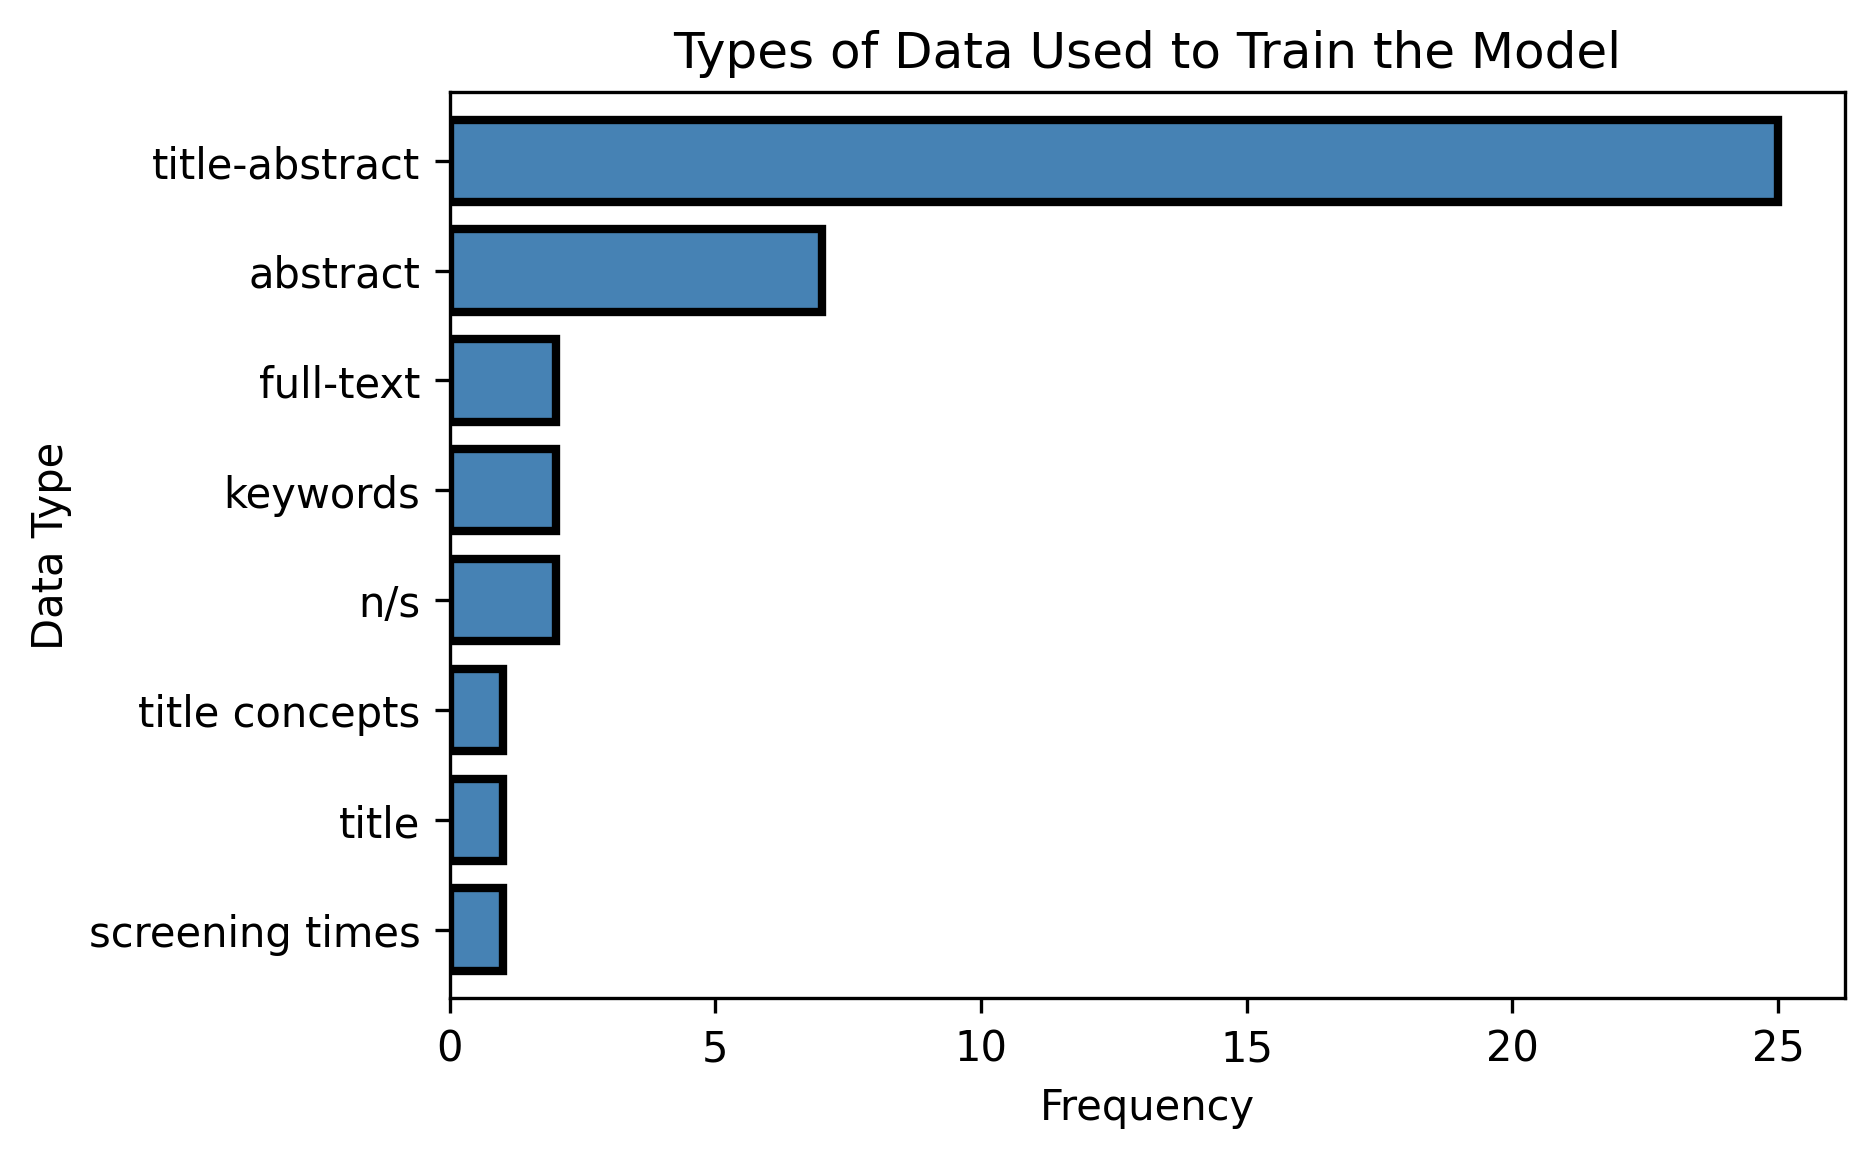 Types of Data Used to Train the Model
title-abstract
abstract
full-text
keywords
n/s
title concepts
title
screening times
Data Type
0 5 10 15 20 25
Frequency